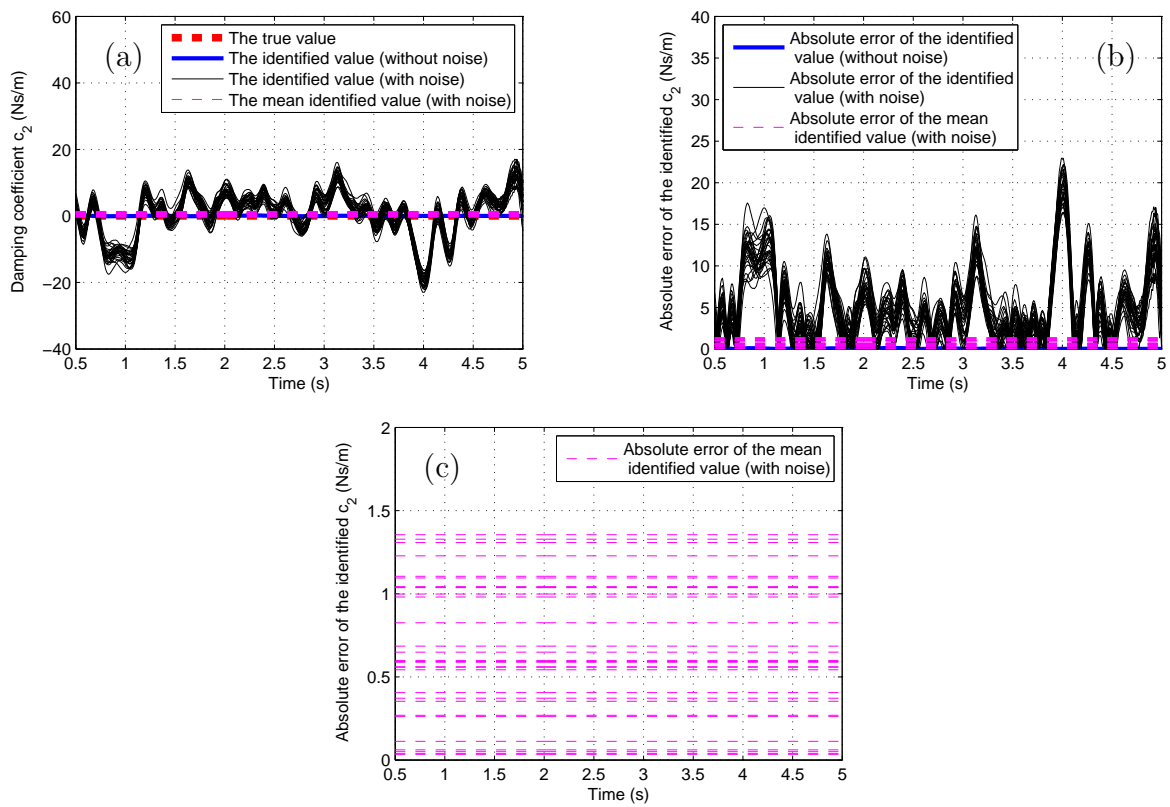 (a)
The true value
The identified value (without noise)
The identified value (with noise)
The mean identified value (with noise)
Damping coefficient c2 (Ns/m)
60
40
20
0
−20
−40
0.5 1 1.5 2 2.5 3 3.5 4 4.5 5
Time (s)
(b)
Absolute error of the identified
value (without noise)
Absolute error of the identified
value (with noise)
Absolute error of the mean
identified value (with noise)
Absolute error of the identified c2 (Ns/m)
40
35
30
25
20
15
10
5
0
0.5 1 1.5 2 2.5 3 3.5 4 4.5 5
Time (s)
(c)
Absolute error of the mean
identified value (with noise)
Absolute error of the identified c2 (Ns/m)
2
1.5
1
0.5
0
0.5 1 1.5 2 2.5 3 3.5 4 4.5 5
Time (s)